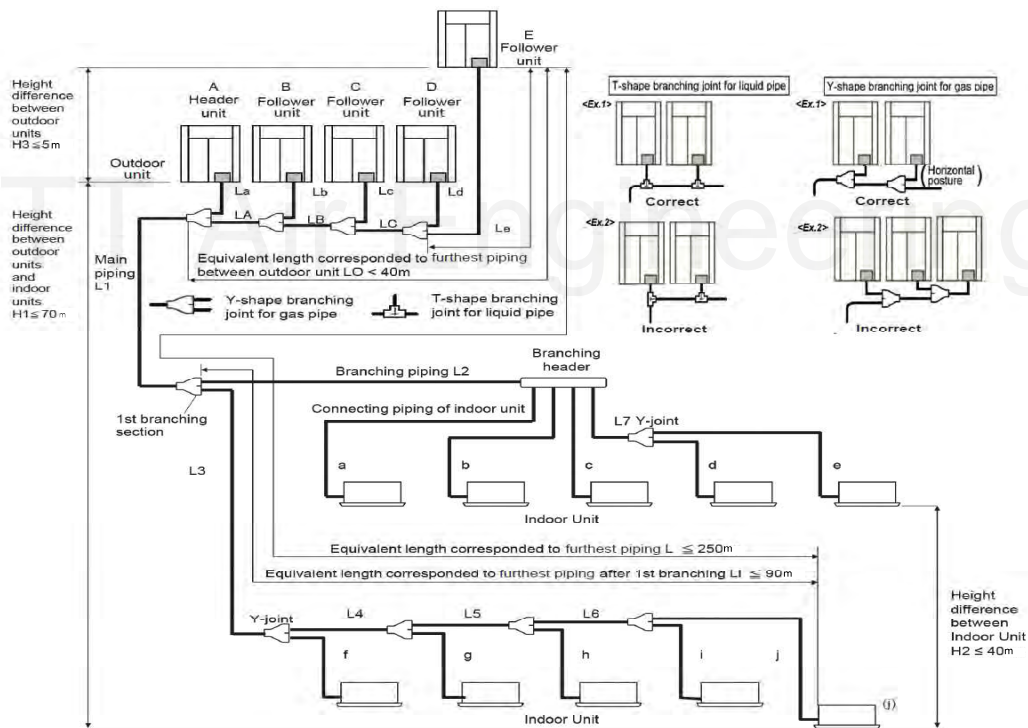 E
Follower
unit
Height
difference
between
outdoor
units
H3≦5m
A
Header
unit
B
Follower
unit
C
Follower
unit
D
Follower
unit
Outdoor
unit
La
Lb
Lc
Ld
LA
LB
LC
Le
Equivalent length corresponded to furthest piping
between outdoor unit LO < 40m
Height
difference
between
outdoor
units
and
indoor
units
H1≦70m
Main
piping
L1
Y-shape branching
joint for gas pipe
T-shape branching
joint for liquid pipe
T-shape branching joint for liquid pipe
<Ex.1>
Correct
<Ex.2>
Incorrect
Y-shape branching joint for gas pipe
<Ex.1>
(Horizontal
posture)
Correct
<Ex.2>
Incorrect
TT Air Engineering
Branching piping L2
Branching
header
1st branching
section
Connecting piping of indoor unit
L7 Y-joint
L3
a
b
c
d
e
Indoor Unit
Equivalent length corresponded to furthest piping L ≦250m
Equivalent length corresponded to furthest piping after 1st branching LI ≦ 90m
Height
difference
between
Indoor Unit
H2 ≤ 40m
Y-joint
L4
L5
L6
f
g
h
i
j
(j)
Indoor Unit